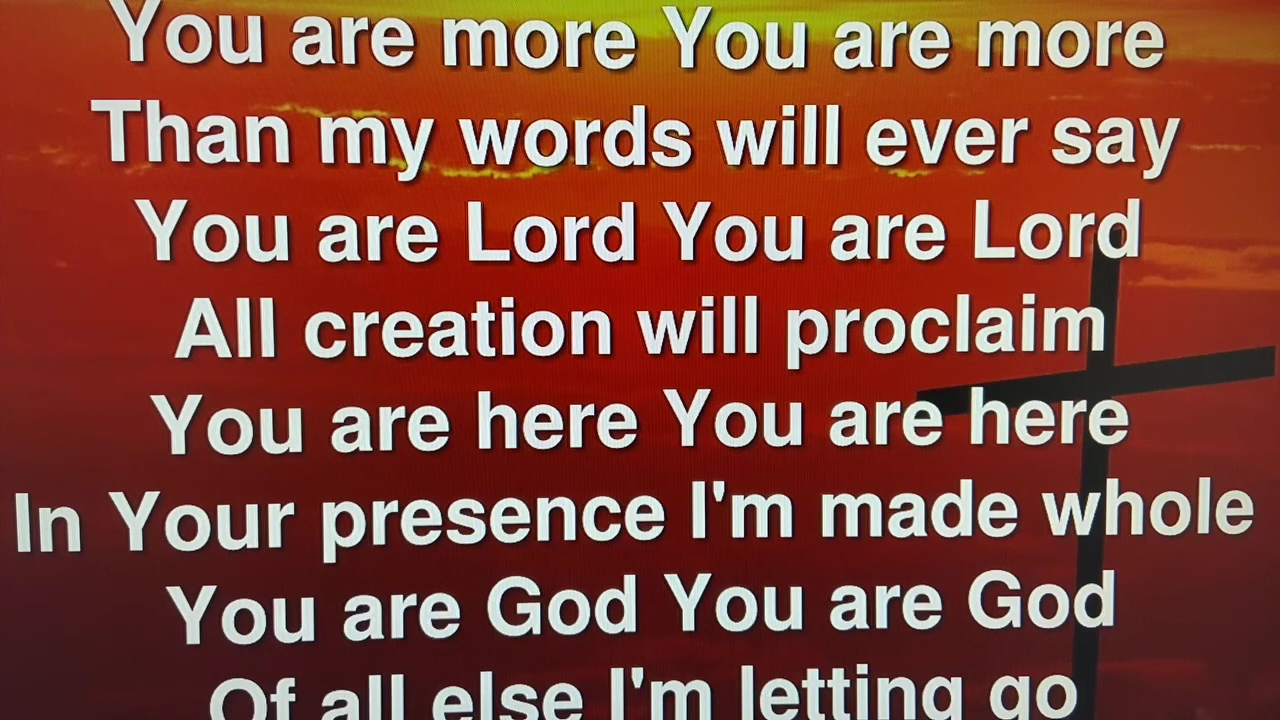 You are more You are more
Than my words will ever say
You are Lord You are Lord
All creation will proclaim
You are here You are here
In Your presence I'm made whole
You are God You are God
Of all else I'm letting go